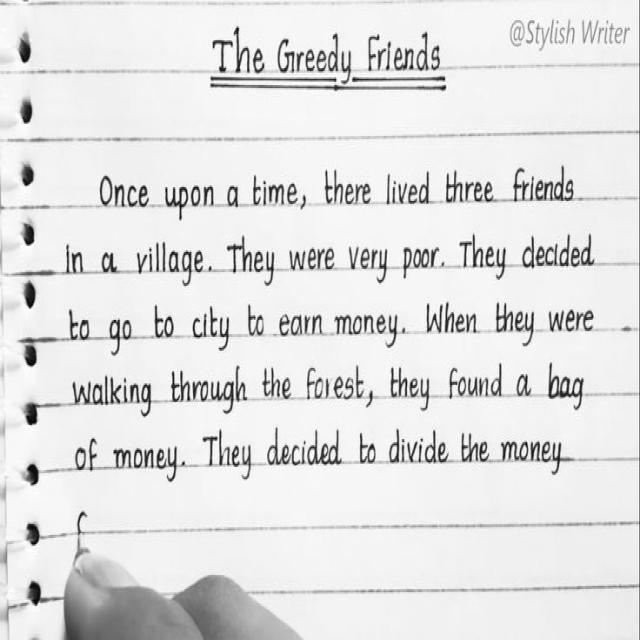 @Stylish Writer
The Greedy Friends
Once upon a time, there lived three friends
in a village. They were very poor. They decided
to go to city to earn money. When they were
walking through the forest, they found a bag
of money. They decided to divide the money